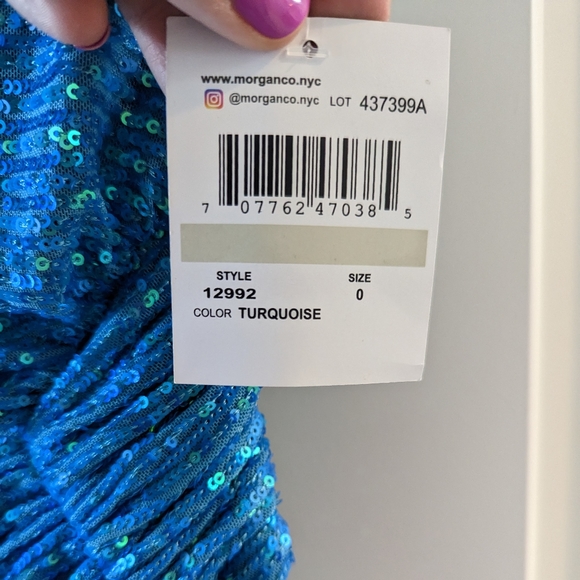 www.morganco.nyc
@morganco.nyc LOT 437399A
7 07762 47038 5
STYLE SIZE
12992 0
COLOR TURQUOISE